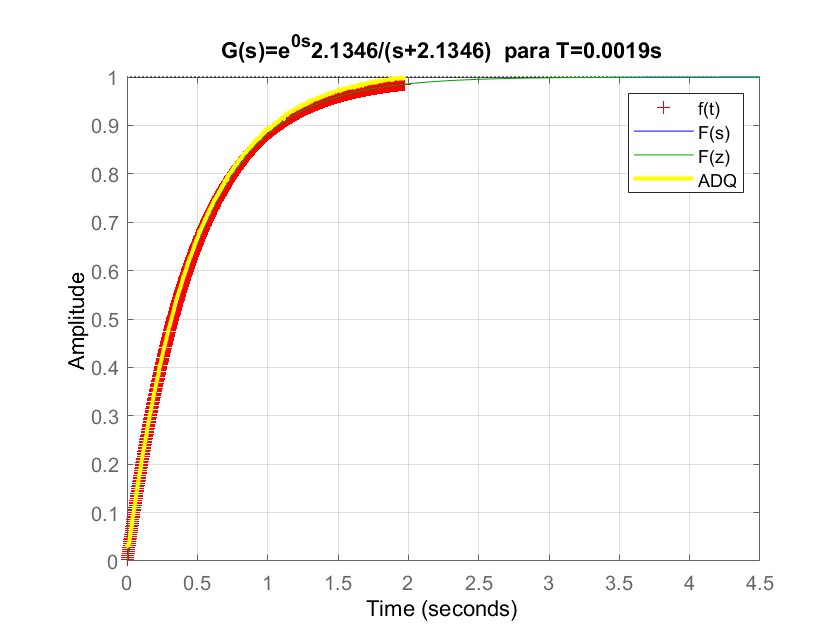 G(s)=e^0s2.1346/(s+2.1346) para T=0.0019s
1
0.9
0.8
0.7
0.6
0.5
0.4
0.3
0.2
0.1
0
Amplitude
f(t)
F(s)
F(z)
ADQ
0 0.5 1 1.5 2 2.5 3 3.5 4 4.5
Time (seconds)